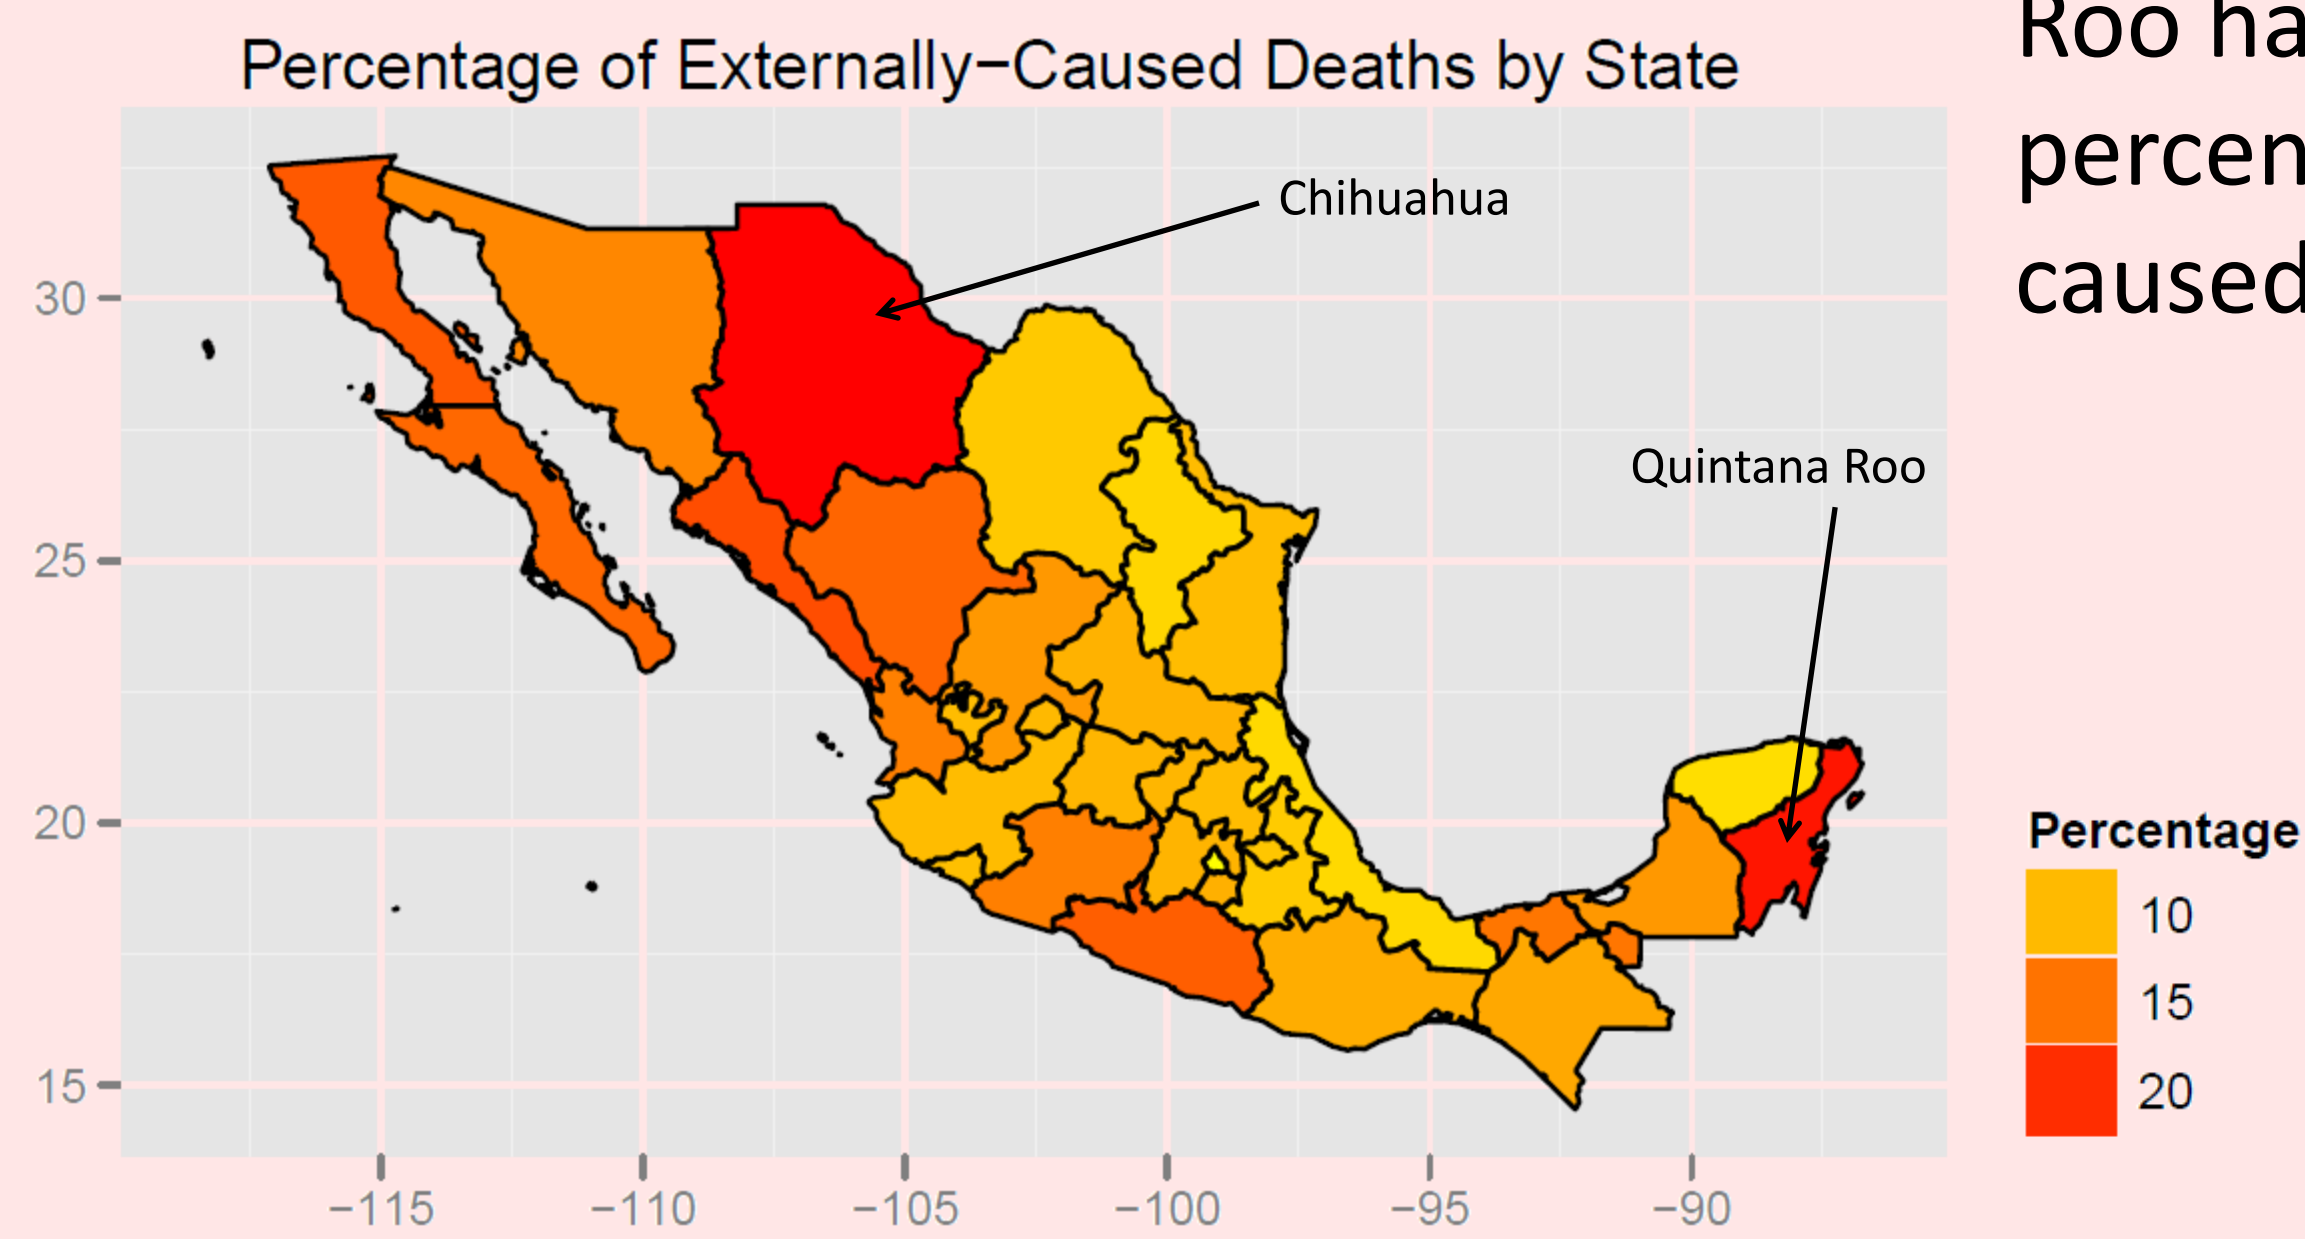 Percentage of Externally−Caused Deaths by State
Roo ha
percen
caused
Chihuahua
Quintana Roo
30
25
20
15
−115
−110
−105
−100
−95
−90
Percentage
10
15
20